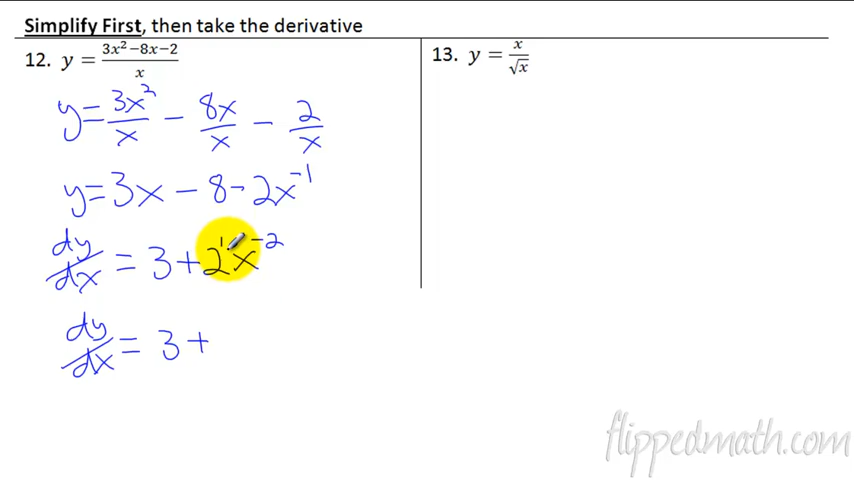 Simplify First, then take the derivative
12. y = (3x² − 8x − 2)/x
y = 3x²/x − 8x/x − 2/x
y = 3x − 8 − 2x⁻¹
dy/dx = 3 + 2x⁻²
dy/dx = 3 +
13. y = x/√x
flippedmath.com